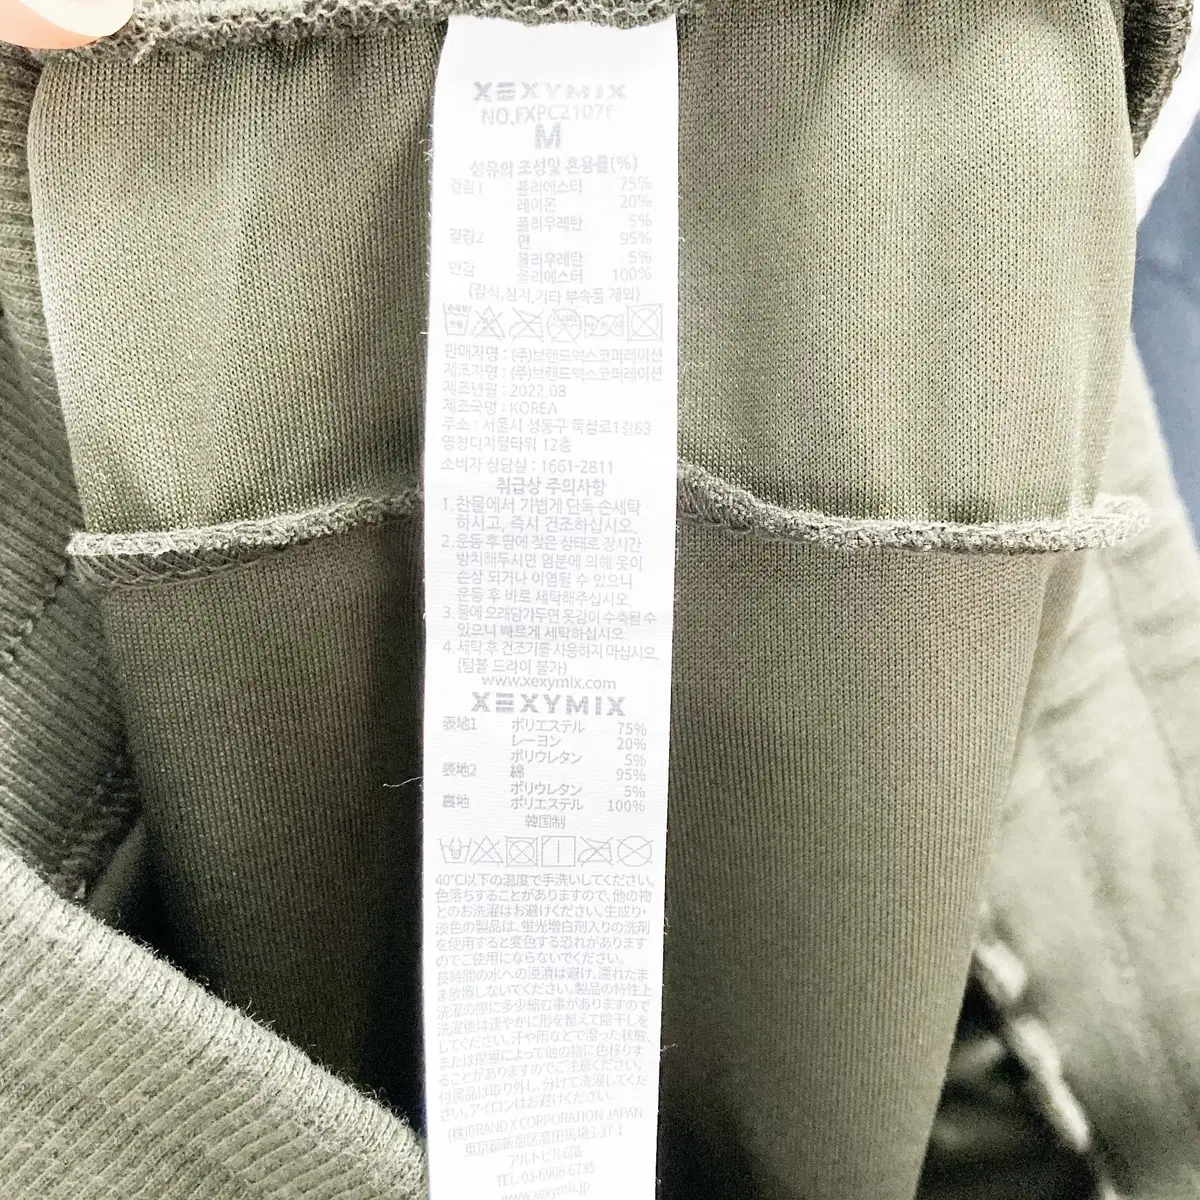 XEXYMIX
NO.FXPC2107F
M
섬유의 조성및 혼용률(%)
겉감1 폴리에스터 75%
레이온 20%
폴리우레탄 5%
겉감2 면 95%
폴리우레탄 5%
안감 폴리에스터 100%
(장식,심지,기타 부속품 제외)
판매자명 : (주)브랜드엑스코퍼레이션
제조자명 : (주)브랜드엑스코퍼레이션
제조년월 : 2022.08
제조국명 : KOREA
주소 : 서울시 성동구 뚝섬로1길63
영창디지털타워 12층
소비자 상담실 : 1661-2811
취급상 주의사항
1. 찬물에서 가볍게 단독 손세탁
하시고, 즉시 건조하십시오.
2. 운동 후 땀에 젖은 상태로 장시간
방치해두시면 염분에 의해 옷이
손상 되거나 이염될 수 있으니
운동 후 바로 세탁해주십시오.
3. 물에 오래담가두면 옷감이 수축될 수
있으니 빠르게 세탁하십시오.
4. 세탁 후 건조기를 사용하지 마십시오.
(텀블 드라이 불가)
www.xexymix.com
XEXYMIX
表地1 ポリエステル 75%
レーヨン 20%
ポリウレタン 5%
表地2 綿 95%
ポリウレタン 5%
裏地 ポリエステル 100%
韓国制
40℃以下の温度で手洗いしてください。
色落ちすることがありますので、他の物
とのお洗濯はお避けください。生成り・
淡色の製品は、蛍光増白剤入りの洗剤
を使用すると変色する恐れがあります
のでご使用にならないでください。
長時間の水への浸漬は避け、濡れたま
ま放置しないでください。製品の特性上
洗濯の際に多少縮む事がありますので
洗濯後は速やかに形を整えて陰干しを
してください。汗や雨などで湿った状態、
または摩擦によって他の物に色移りす
ることがありますのでご注意ください。
付属品は取り外し、分けて洗濯してくだ
さい。アイロンはお避けください。
(株)BRAND X CORPORATION JAPAN
東京都新宿区高田馬場3-37-1
アルトビル6階
TEL: 03-6908-6735
www.xexymix.jp